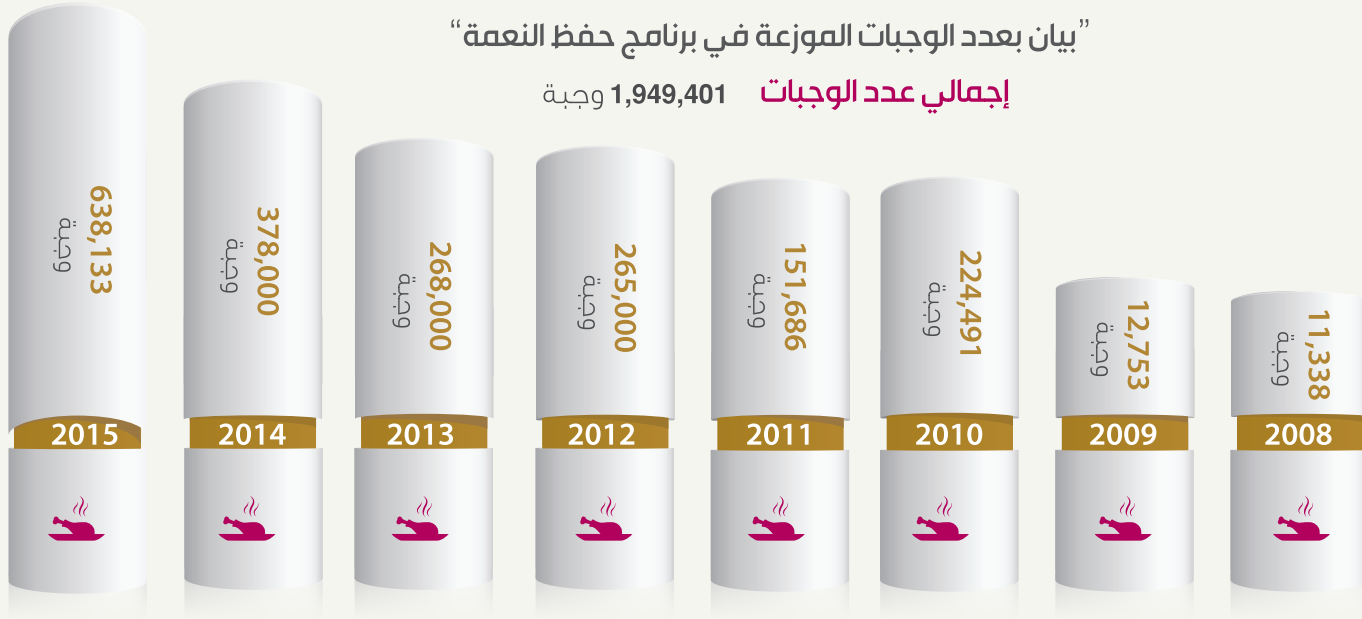 ”بيان بعدد الوجبات الموزعة في برنامج حفظ النعمة“
إجمالي عدد الوجبات 1,949,401 وجبة
11,338
وجبة
2008
12,753
وجبة
2009
224,491
وجبة
2010
151,686
وجبة
2011
265,000
وجبة
2012
268,000
وجبة
2013
378,000
وجبة
2014
638,133
وجبة
2015